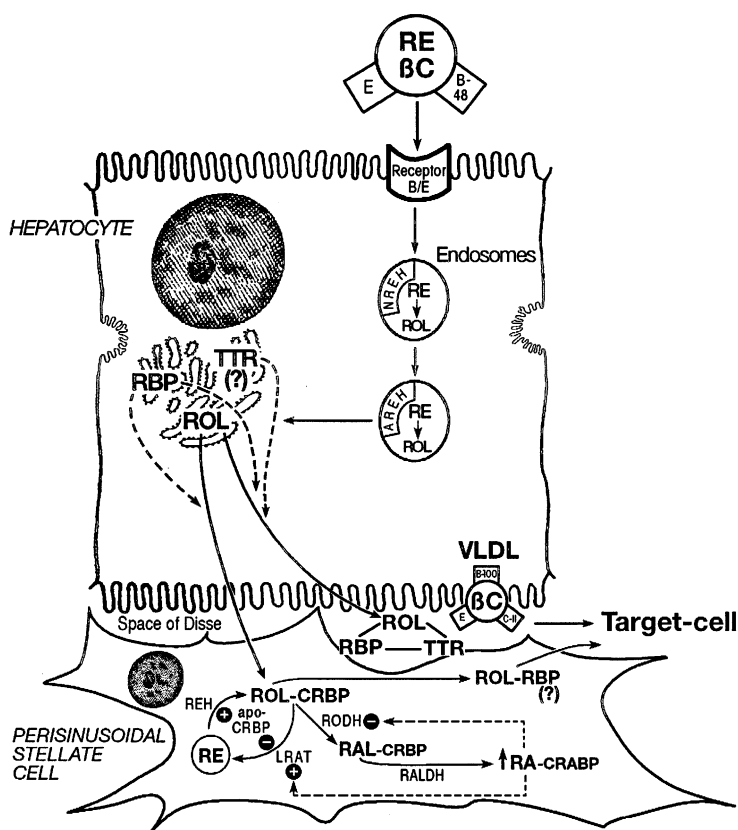 RE
ßC
E
B-
48
Receptor
B/E
HEPATOCYTE
Endosomes
NREH
RE
ROL
TTR
(?)
RBP
ROL
AREH
RE
ROL
VLDL
B-100
ßC
E
C-II
Space of Disse
ROL
RBP
TTR
Target-cell
ROL-CRBP
ROL-RBP
(?)
REH
+
apo-
CRBP
−
RE
LRAT
+
RODH −
RAL-CRBP
RALDH
RA-CRABP
PERISINUSOIDAL
STELLATE
CELL